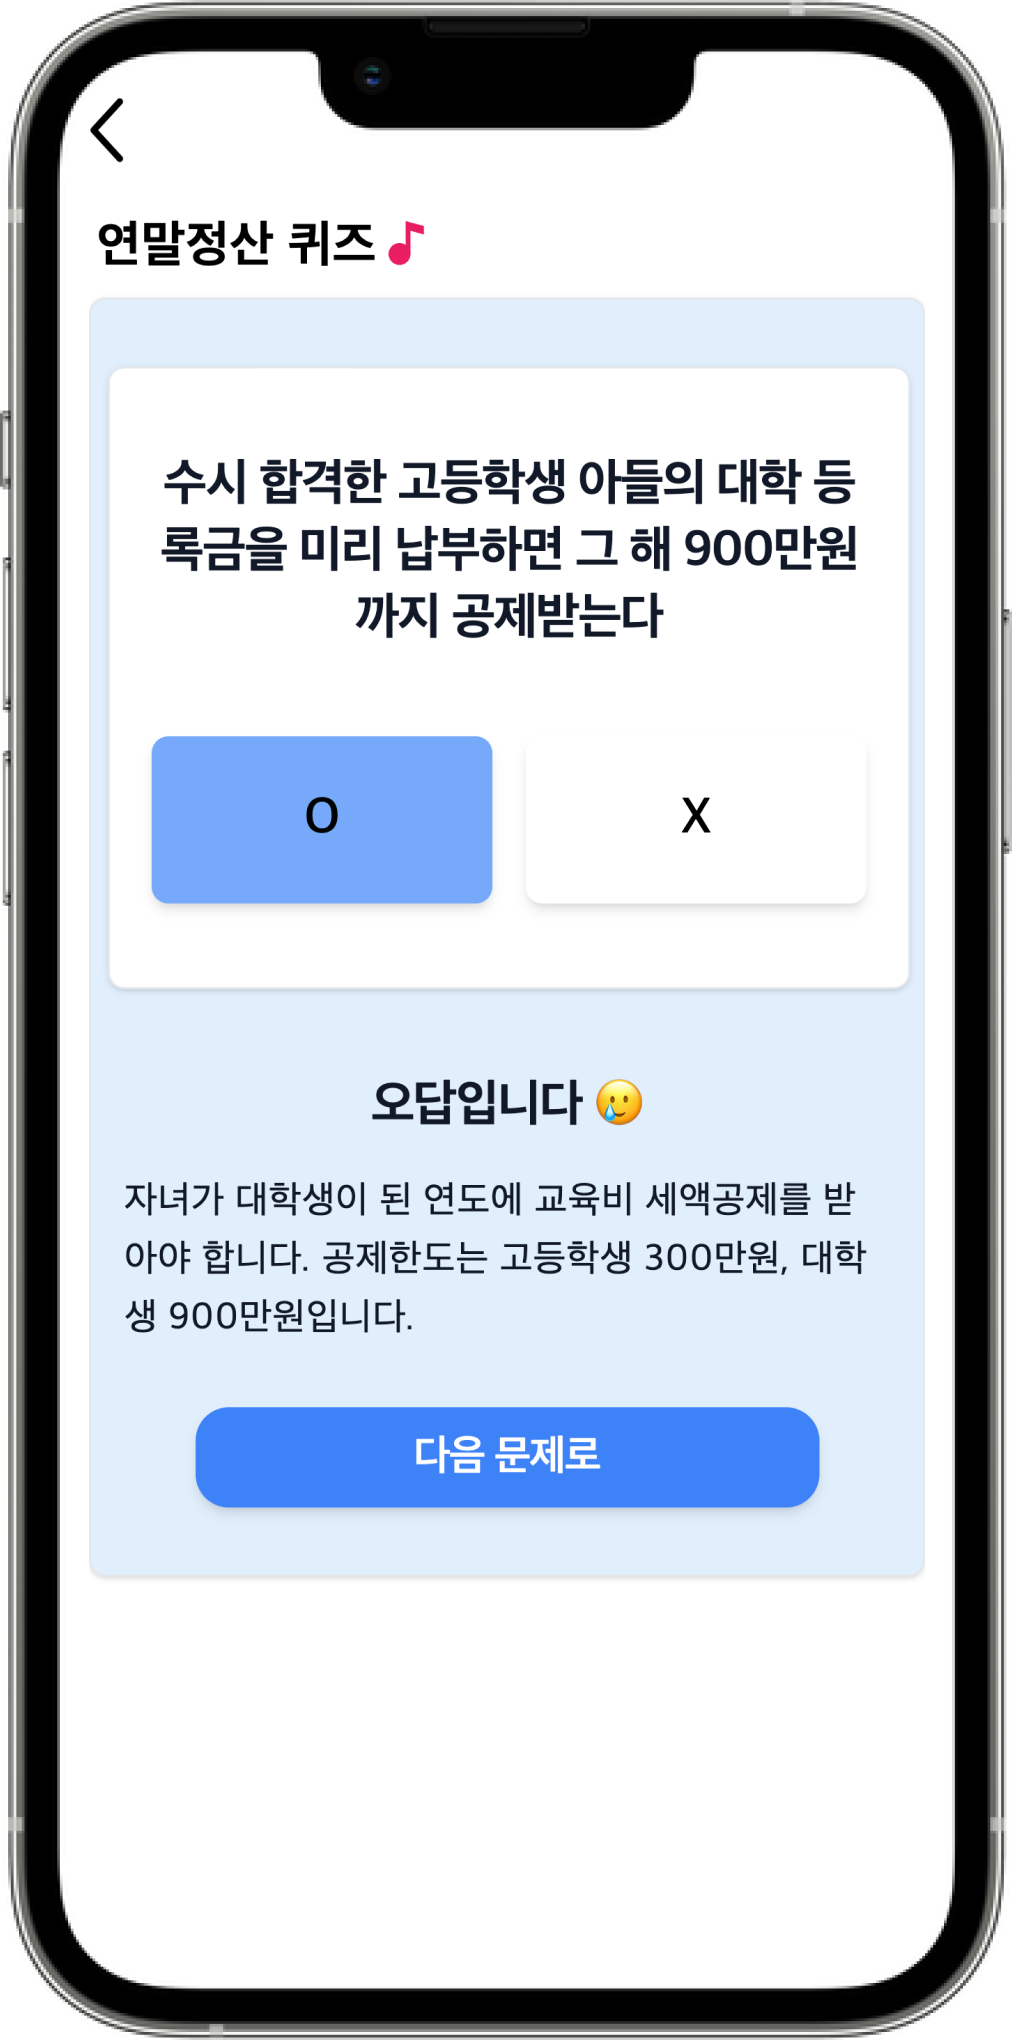 연말정산 퀴즈
수시 합격한 고등학생 아들의 대학 등
록금을 미리 납부하면 그 해 900만원
까지 공제받는다
O
X
오답입니다 🥲
자녀가 대학생이 된 연도에 교육비 세액공제를 받
아야 합니다. 공제한도는 고등학생 300만원, 대학
생 900만원입니다.
다음 문제로